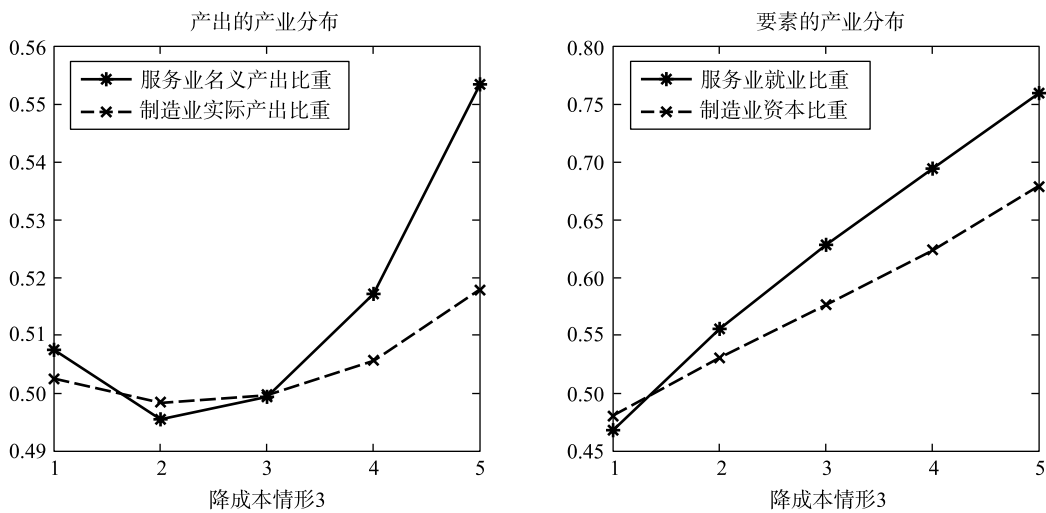 产出的产业分布
0.56
0.55
0.54
0.53
0.52
0.51
0.50
0.49
服务业名义产出比重
制造业实际产出比重
1 2 3 4 5
降成本情形3
要素的产业分布
0.80
0.75
0.70
0.65
0.60
0.55
0.50
0.45
服务业就业比重
制造业资本比重
1 2 3 4 5
降成本情形3